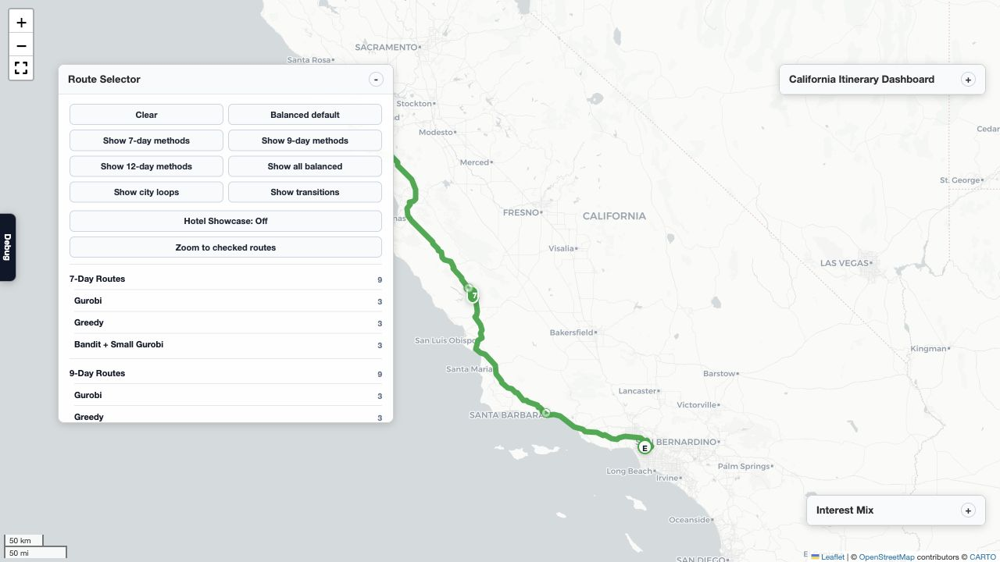 +
−
Debug
Route Selector
-
Clear
Balanced default
Show 7-day methods
Show 9-day methods
Show 12-day methods
Show all balanced
Show city loops
Show transitions
Hotel Showcase: Off
Zoom to checked routes
7-Day Routes 9
Gurobi 3
Greedy 3
Bandit + Small Gurobi 3
9-Day Routes 9
Gurobi 3
Greedy 3
California Itinerary Dashboard +
Interest Mix +
SACRAMENTO
Santa Rosa
Stockton
Modesto
Merced
FRESNO
CALIFORNIA
Visalia
Cedar
St. George
LAS VEGAS
7
San Luis Obispo
Bakersfield
Kingman
Santa Maria
Barstow
Lancaster
Victorville
SANTA BARBARA
E
BERNARDINO
Palm Springs
Long Beach
Irvine
Oceanside
SAN DIEGO
50 km
50 mi
Leaflet | © OpenStreetMap contributors © CARTO